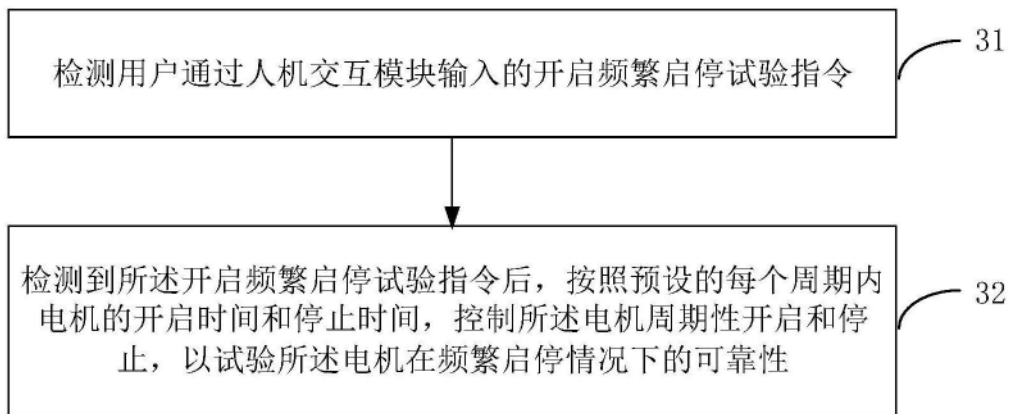 检测用户通过人机交互模块输入的开启频繁启停试验指令
31
检测到所述开启频繁启停试验指令后，按照预设的每个周期内
电机的开启时间和停止时间，控制所述电机周期性开启和停
止，以试验所述电机在频繁启停情况下的可靠性
32